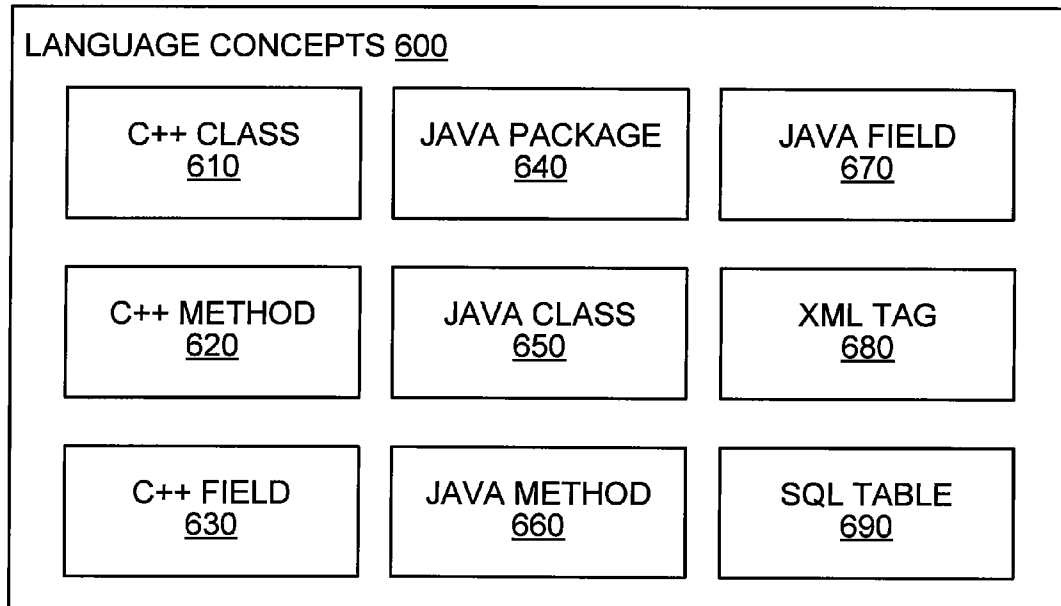 LANGUAGE CONCEPTS 600
C++ CLASS
610
JAVA PACKAGE
640
JAVA FIELD
670
C++ METHOD
620
JAVA CLASS
650
XML TAG
680
C++ FIELD
630
JAVA METHOD
660
SQL TABLE
690